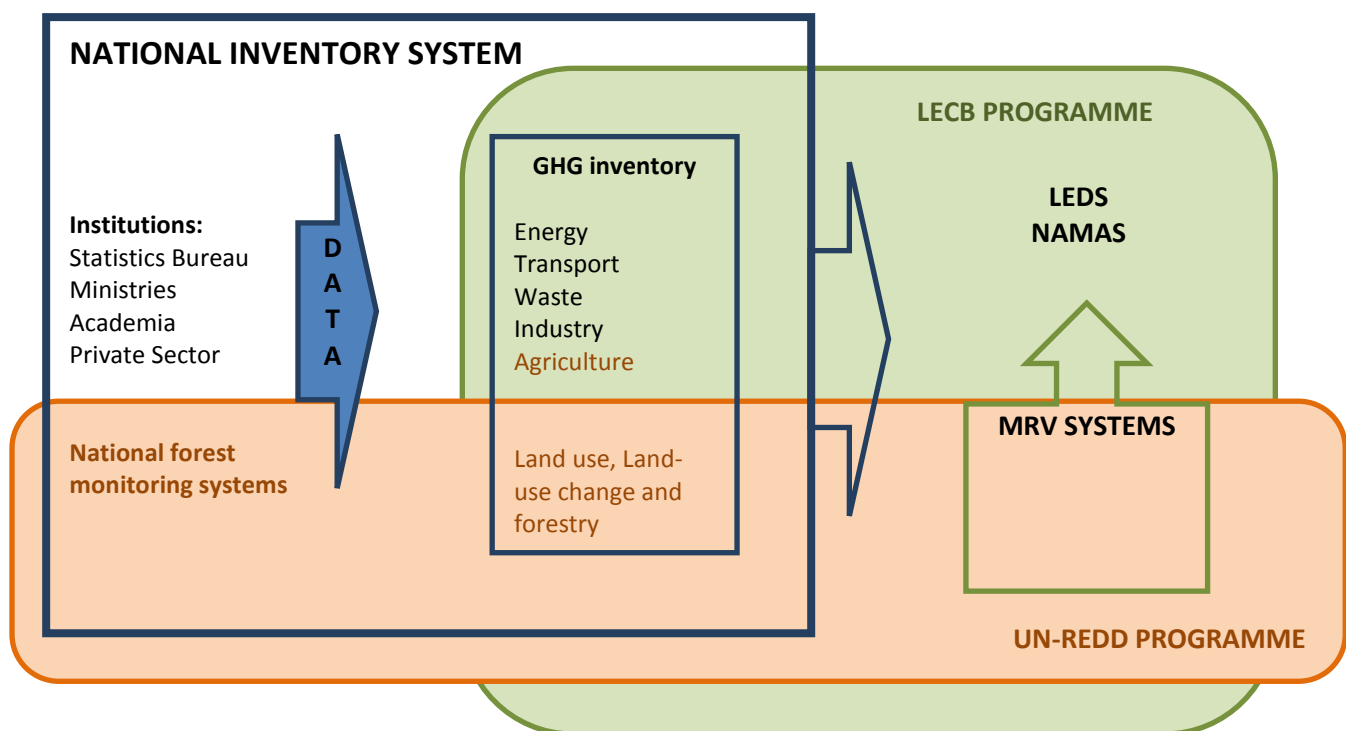 NATIONAL INVENTORY SYSTEM
LECB PROGRAMME
GHG inventory
LEDS
NAMAS
Institutions:
Statistics Bureau
Ministries
Academia
Private Sector
D
A
T
A
Energy
Transport
Waste
Industry
Agriculture
MRV SYSTEMS
National forest
monitoring systems
Land use, Land-
use change and
forestry
UN-REDD PROGRAMME